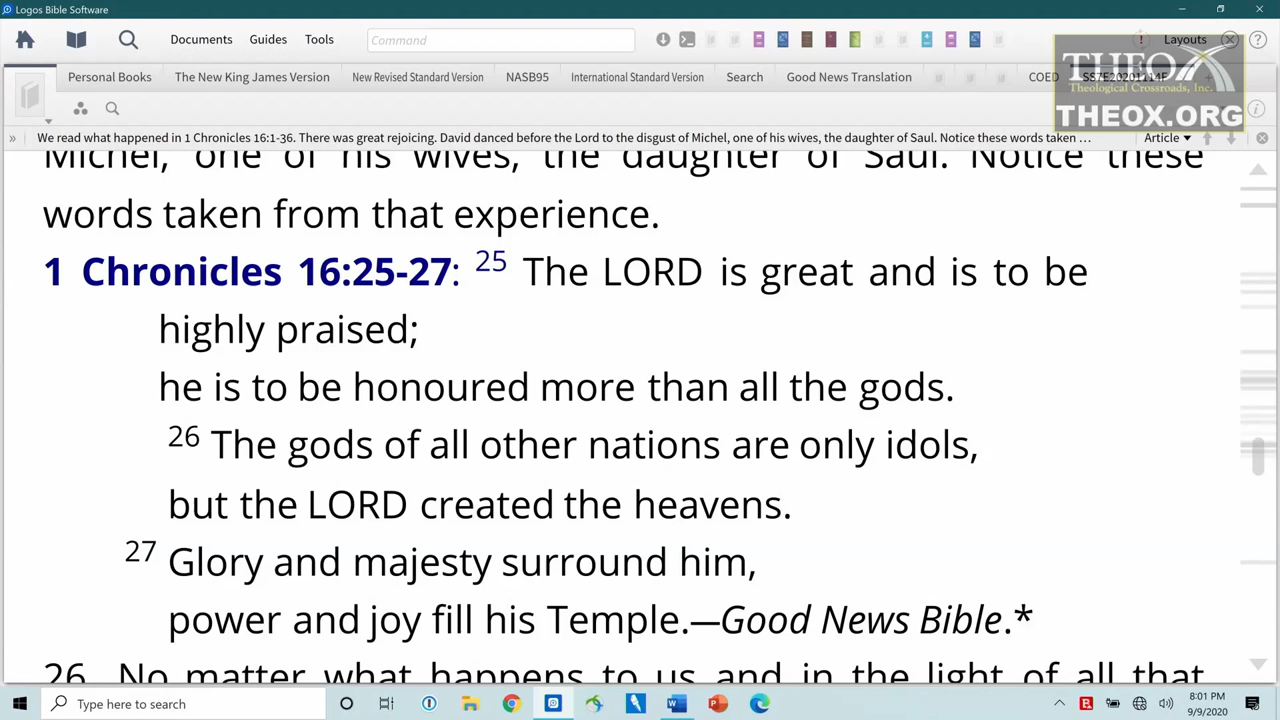 Logos Bible Software
Documents Guides Tools Command Layouts
Personal Books The New King James Version New Revised Standard Version NASB95 International Standard Version Search Good News Translation COED SS7E20201114F
THEOX
Theological Crossroads, Inc.
THEOX.ORG
» We read what happened in 1 Chronicles 16:1-36. There was great rejoicing. David danced before the Lord to the disgust of Michel, one of his wives, the daughter of Saul. Notice these words taken ... Article
Michel, one of his wives, the daughter of Saul. Notice these
words taken from that experience.
1 Chronicles 16:25-27: 25 The LORD is great and is to be
highly praised;
he is to be honoured more than all the gods.
26 The gods of all other nations are only idols,
but the LORD created the heavens.
27 Glory and majesty surround him,
power and joy fill his Temple.—Good News Bible.*
26. No matter what happens to us and in the light of all that
Type here to search
8:01 PM
9/9/2020